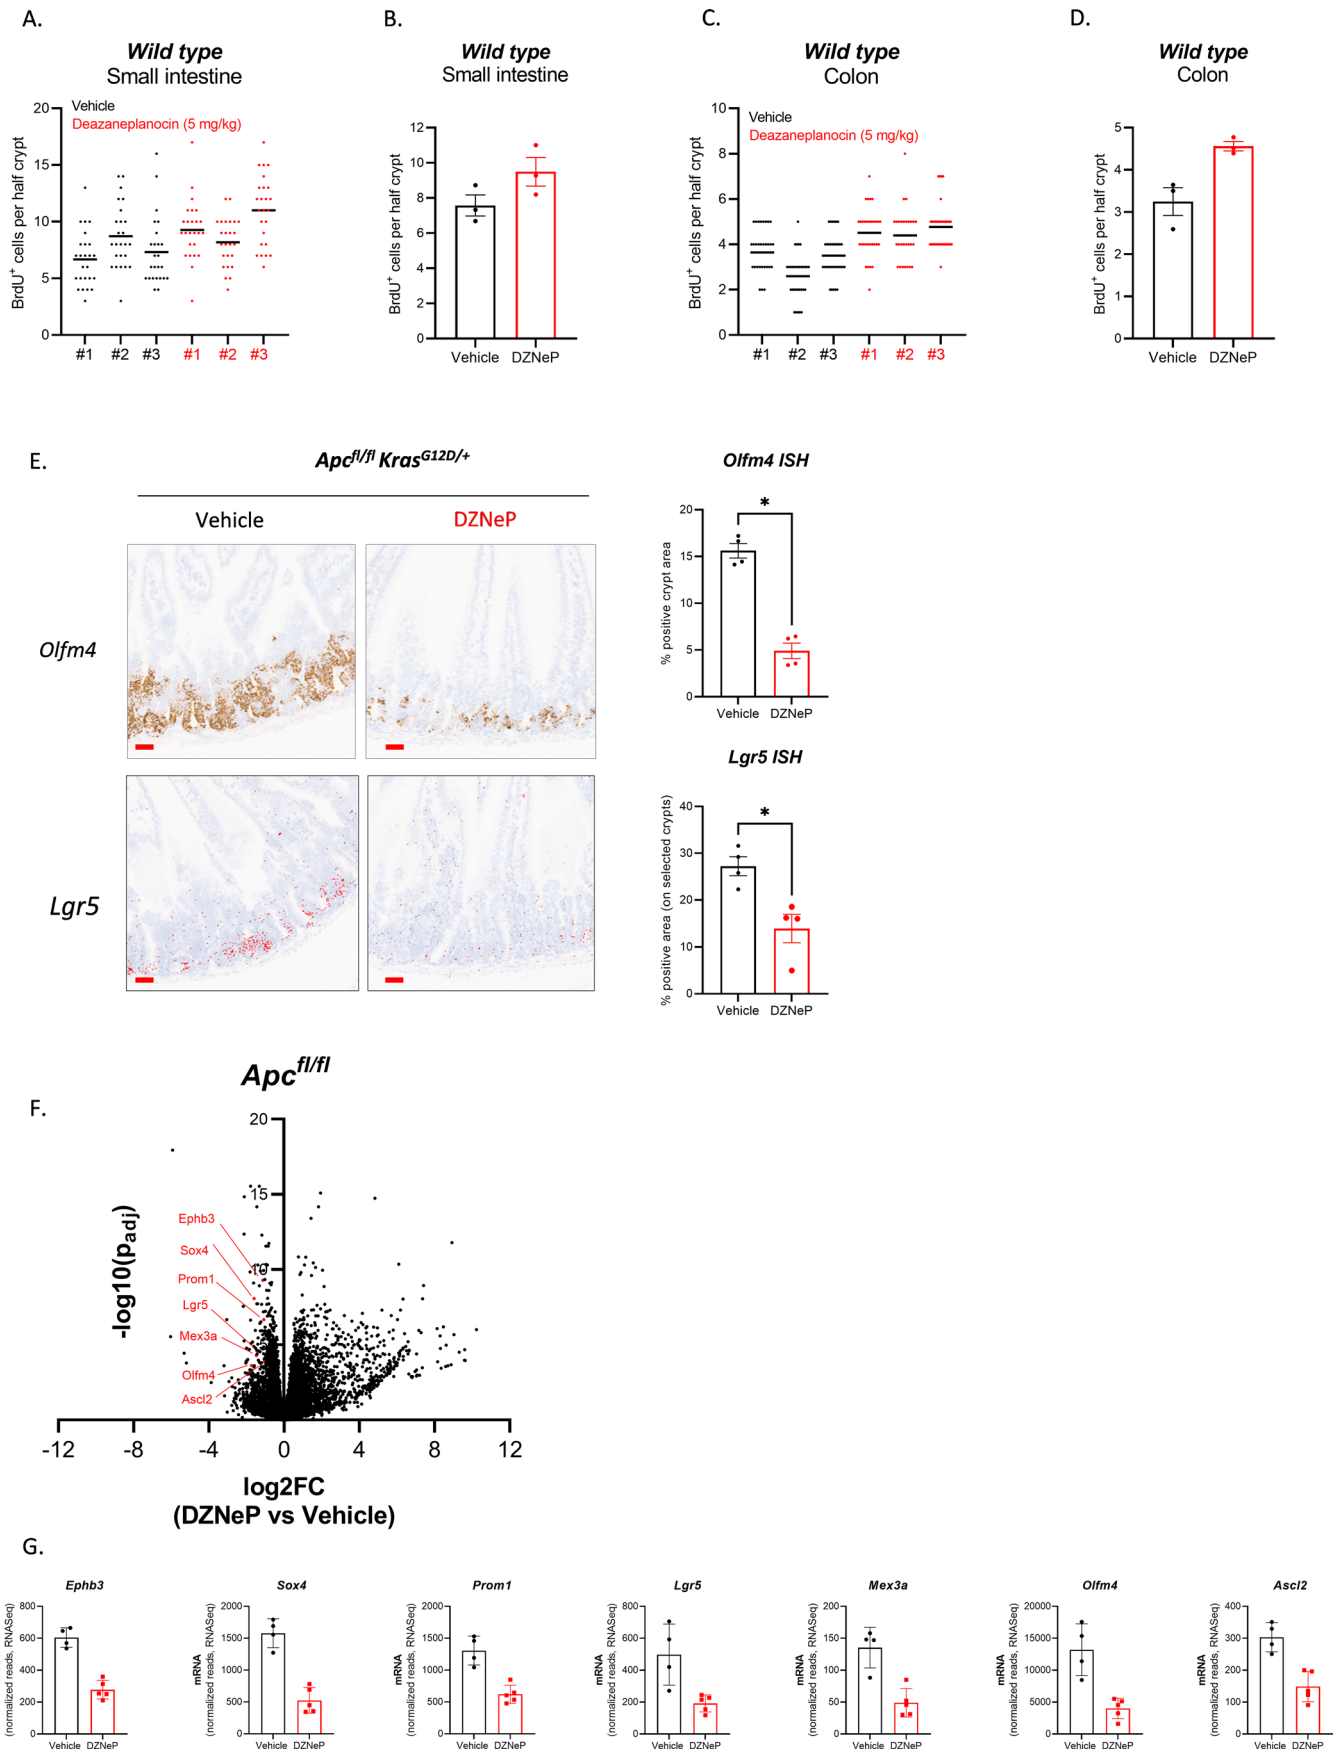 A.
Wild type
Small intestine
Vehicle
Deazaneplanocin (5 mg/kg)
BrdU+ cells per half crypt
20
15
10
5
0
#1 #2 #3 #1 #2 #3
B.
Wild type
Small intestine
BrdU+ cells per half crypt
12
10
8
6
4
2
0
Vehicle DZNeP
C.
Wild type
Colon
Vehicle
Deazaneplanocin (5 mg/kg)
BrdU+ cells per half crypt
10
8
6
4
2
0
#1 #2 #3 #1 #2 #3
D.
Wild type
Colon
BrdU+ cells per half crypt
5
4
3
2
1
0
Vehicle DZNeP
E.
Apcfl/fl KrasG12D/+
Vehicle DZNeP
Olfm4
Lgr5
Olfm4 ISH
% positive crypt area
20
15
10
5
0
*
Vehicle DZNeP
Lgr5 ISH
% positive area (on selected crypts)
40
30
20
10
0
*
Vehicle DZNeP
F.
Apcfl/fl
-log10(padj)
20
15
10
Ephb3
Sox4
Prom1
Lgr5
Mex3a
Olfm4
Ascl2
-12 -8 -4 0 4 8 12
log2FC
(DZNeP vs Vehicle)
G.
Ephb3
mRNA
(normalized reads, RNASeq)
800
600
400
200
0
Vehicle DZNeP
Sox4
mRNA
(normalized reads, RNASeq)
2000
1500
1000
500
0
Vehicle DZNeP
Prom1
mRNA
(normalized reads, RNASeq)
2000
1500
1000
500
0
Vehicle DZNeP
Lgr5
mRNA
(normalized reads, RNASeq)
800
600
400
200
0
Vehicle DZNeP
Mex3a
mRNA
(normalized reads, RNASeq)
200
150
100
50
0
Vehicle DZNeP
Olfm4
mRNA
(normalized reads, RNASeq)
20000
15000
10000
5000
0
Vehicle DZNeP
Ascl2
mRNA
(normalized reads, RNASeq)
400
300
200
100
0
Vehicle DZNeP